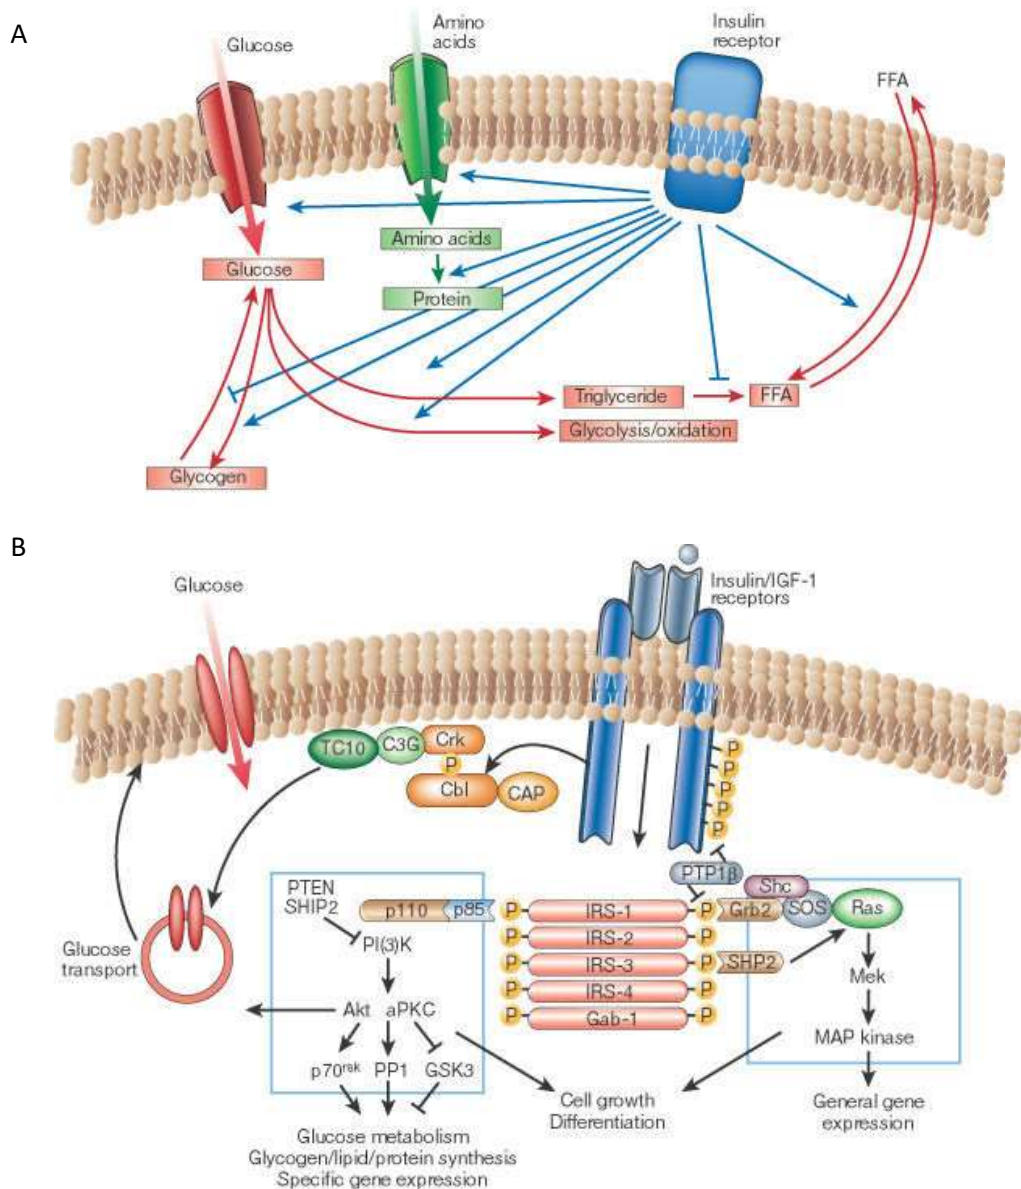 A
Glucose
Amino
acids
Insulin
receptor
FFA
Amino acids
Glucose
Protein
Triglyceride
FFA
Glycolysis/oxidation
Glycogen
B
Glucose
Insulin/IGF-1
receptors
TC10
C3G
Crk
P
Cbl
CAP
P
P
P
P
P
PTP1β
Shc
PTEN
SHIP2
p110
p85
P
IRS-1
P
Grb2
SOS
Ras
P
IRS-2
P
PI(3)K
P
IRS-3
P
SHP2
Glucose
transport
Mek
P
IRS-4
P
Akt
aPKC
P
Gab-1
P
MAP kinase
p70rsk
PP1
GSK3
Cell growth
Differentiation
General gene
expression
Glucose metabolism
Glycogen/lipid/protein synthesis
Specific gene expression